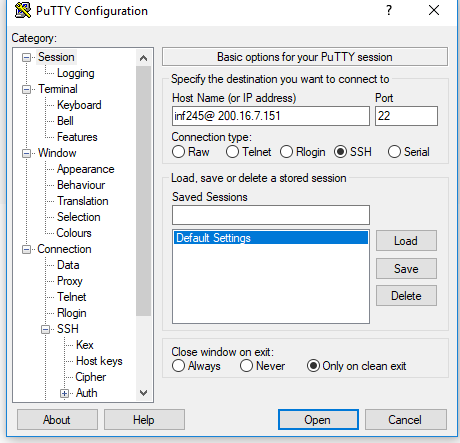 PuTTY Configuration
?
Category:
Session
Logging
Terminal
Keyboard
Bell
Features
Window
Appearance
Behaviour
Translation
Selection
Colours
Connection
Data
Proxy
Telnet
Rlogin
SSH
Kex
Host keys
Cipher
Auth
Basic options for your PuTTY session
Specify the destination you want to connect to
Host Name (or IP address) Port
inf245@ 200.16.7.151 22
Connection type:
Raw Telnet Rlogin SSH Serial
Load, save or delete a stored session
Saved Sessions
Default Settings
Load
Save
Delete
Close window on exit:
Always Never Only on clean exit
About Help Open Cancel